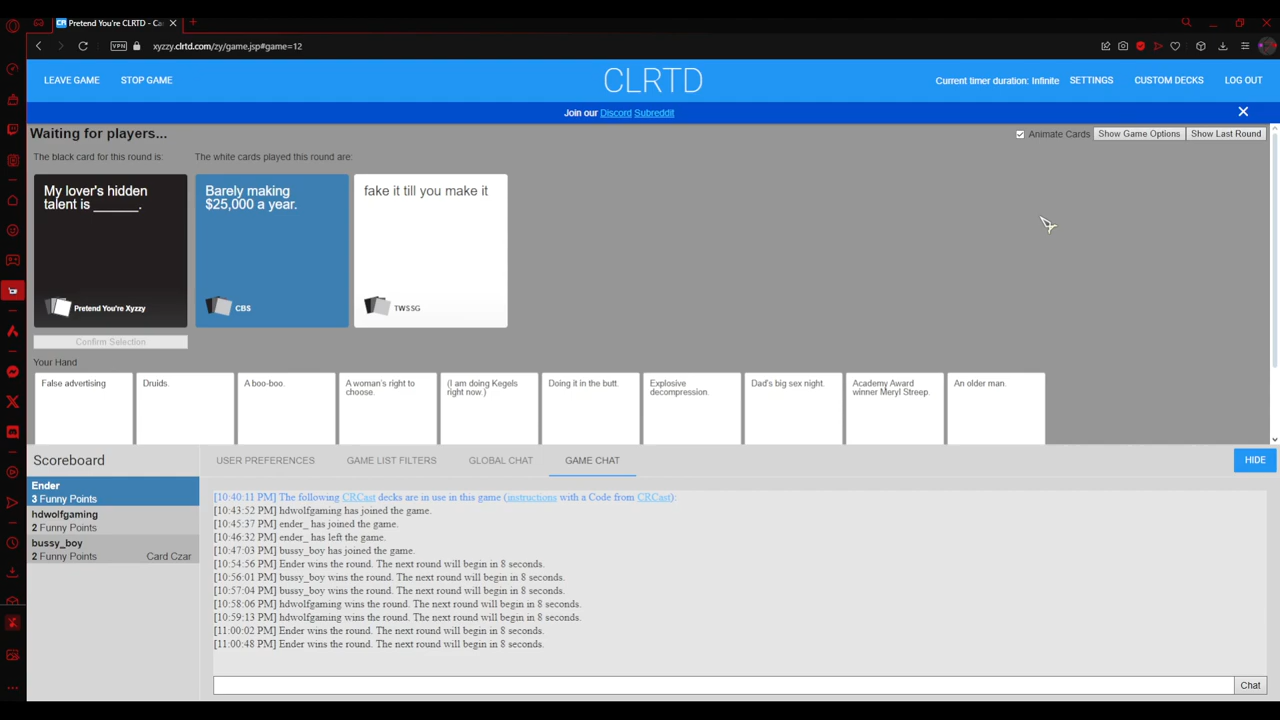 Pretend You're CLRTD - Ca
VPN
xyzzy.clrtd.com/zy/game.jsp#game=12
LEAVE GAME
STOP GAME
CLRTD
Current timer duration: Infinite
SETTINGS
CUSTOM DECKS
LOG OUT
Join our Discord Subreddit
Waiting for players...
Animate Cards
Show Game Options
Show Last Round
The black card for this round is:
The white cards played this round are:
My lover's hidden
talent is ______.
Pretend You're Xyzzy
Barely making
$25,000 a year.
CBS
fake it till you make it
TWSSG
Confirm Selection
Your Hand
False advertising
Druids.
A boo-boo.
A woman's right to
choose.
(I am doing Kegels
right now.)
Doing it in the butt.
Explosive
decompression.
Dad's big sex night.
Academy Award
winner Meryl Streep.
An older man.
Scoreboard
Ender
3 Funny Points
hdwolfgaming
2 Funny Points
bussy_boy
2 Funny Points
Card Czar
USER PREFERENCES
GAME LIST FILTERS
GLOBAL CHAT
GAME CHAT
HIDE
[10:40:11 PM] The following CRCast decks are in use in this game (instructions with a Code from CRCast):
[10:43:52 PM] hdwolfgaming has joined the game.
[10:45:37 PM] ender_ has joined the game.
[10:46:32 PM] ender_ has left the game.
[10:47:03 PM] bussy_boy has joined the game.
[10:54:56 PM] Ender wins the round. The next round will begin in 8 seconds.
[10:56:01 PM] bussy_boy wins the round. The next round will begin in 8 seconds.
[10:57:04 PM] bussy_boy wins the round. The next round will begin in 8 seconds.
[10:58:06 PM] hdwolfgaming wins the round. The next round will begin in 8 seconds.
[10:59:13 PM] hdwolfgaming wins the round. The next round will begin in 8 seconds.
[11:00:02 PM] Ender wins the round. The next round will begin in 8 seconds.
[11:00:48 PM] Ender wins the round. The next round will begin in 8 seconds.
Chat